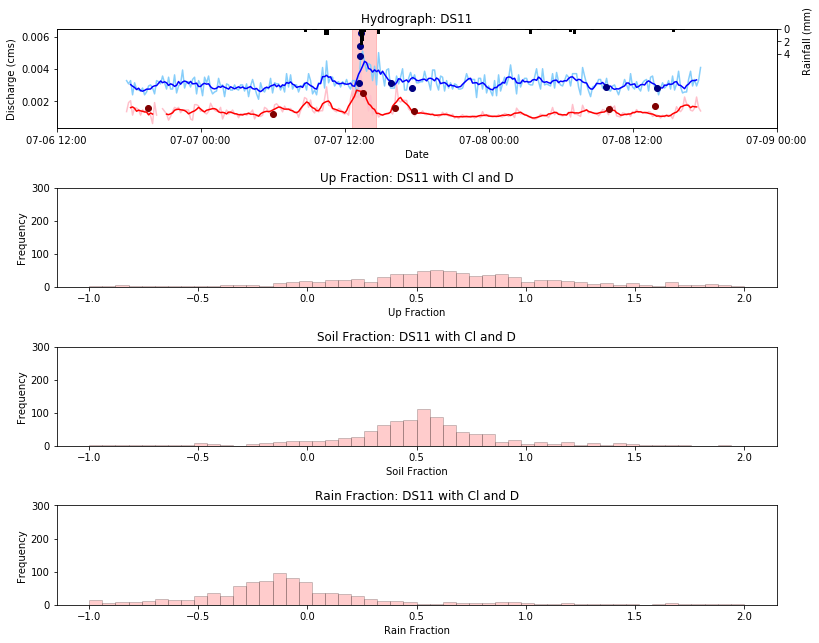 Hydrograph: DS11
0.006
0.004
0.002
Discharge (cms)
0
2
4
Rainfall (mm)
07-06 12:00 07-07 00:00 07-07 12:00 07-08 00:00 07-08 12:00 07-09 00:00
Date
Up Fraction: DS11 with Cl and D
300
200
100
0
Frequency
−1.0 −0.5 0.0 0.5 1.0 1.5 2.0
Up Fraction
Soil Fraction: DS11 with Cl and D
300
200
100
0
Frequency
−1.0 −0.5 0.0 0.5 1.0 1.5 2.0
Soil Fraction
Rain Fraction: DS11 with Cl and D
300
200
100
0
Frequency
−1.0 −0.5 0.0 0.5 1.0 1.5 2.0
Rain Fraction